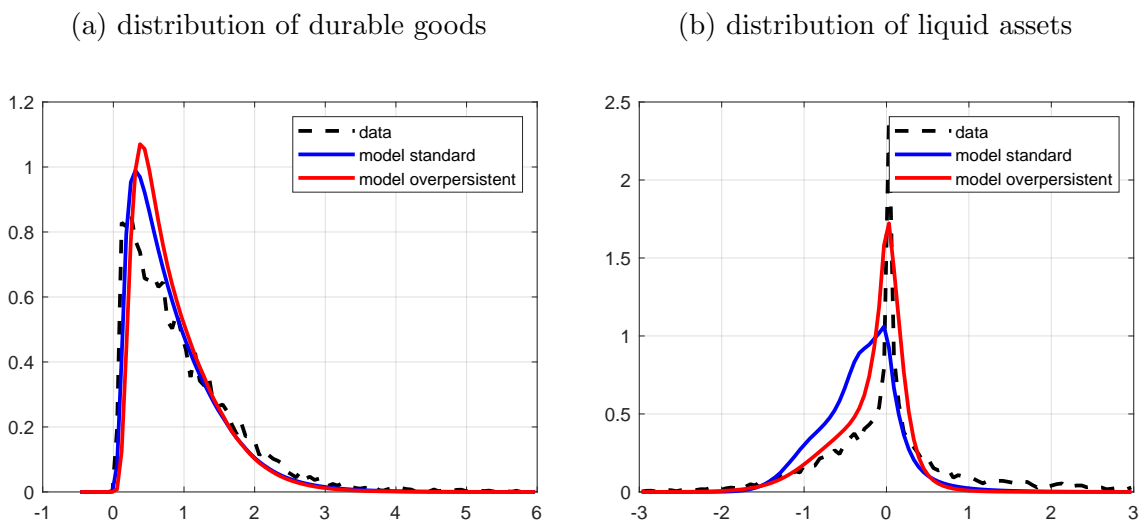 (a) distribution of durable goods
(b) distribution of liquid assets
1.2
1
0.8
0.6
0.4
0.2
0
-1 0 1 2 3 4 5 6
data
model standard
model overpersistent
2.5
2
1.5
1
0.5
0
-3 -2 -1 0 1 2 3
data
model standard
model overpersistent